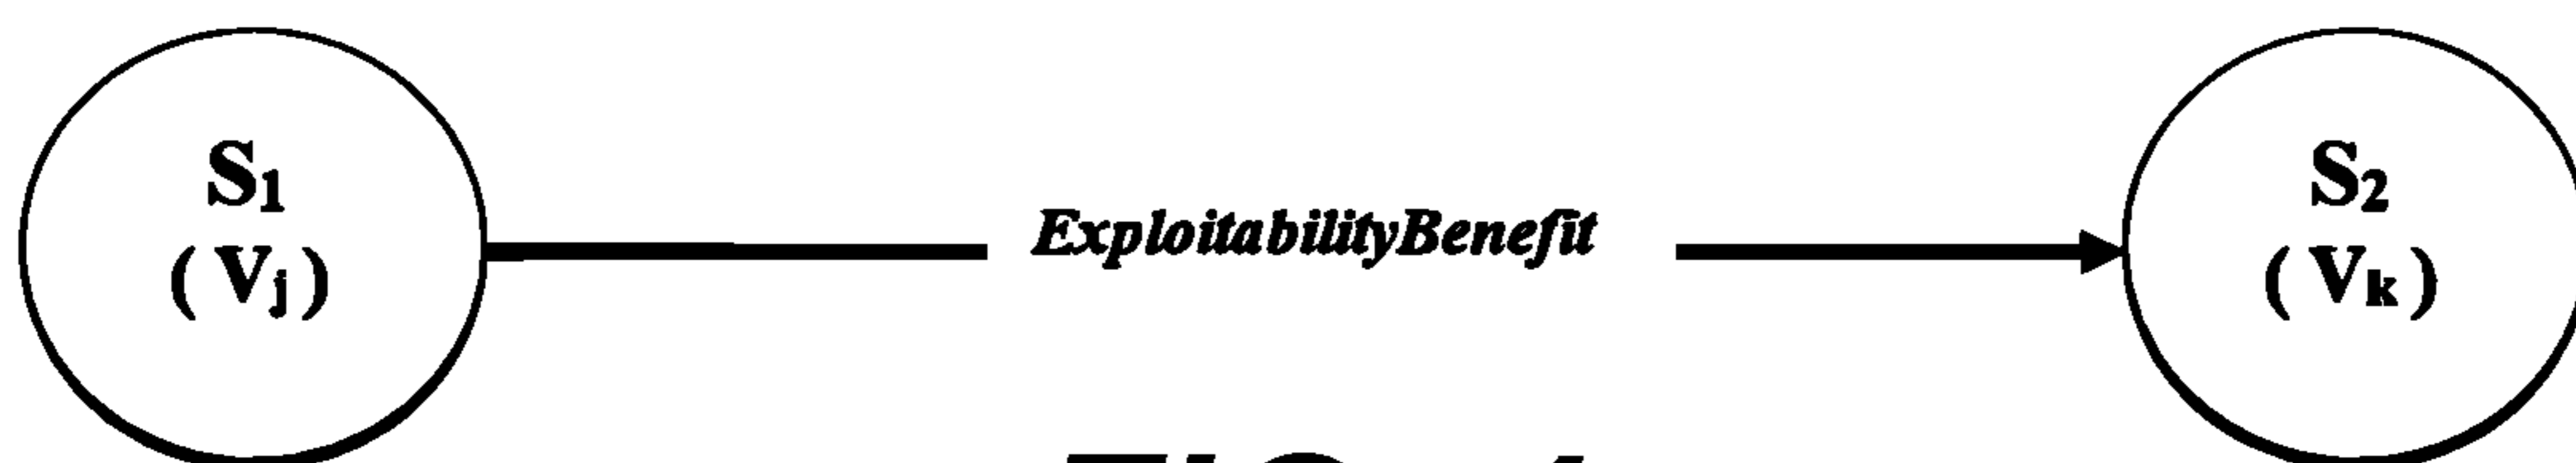 S₁
( Vⱼ )
ExploitabilityBenefit
S₂
( Vₖ )